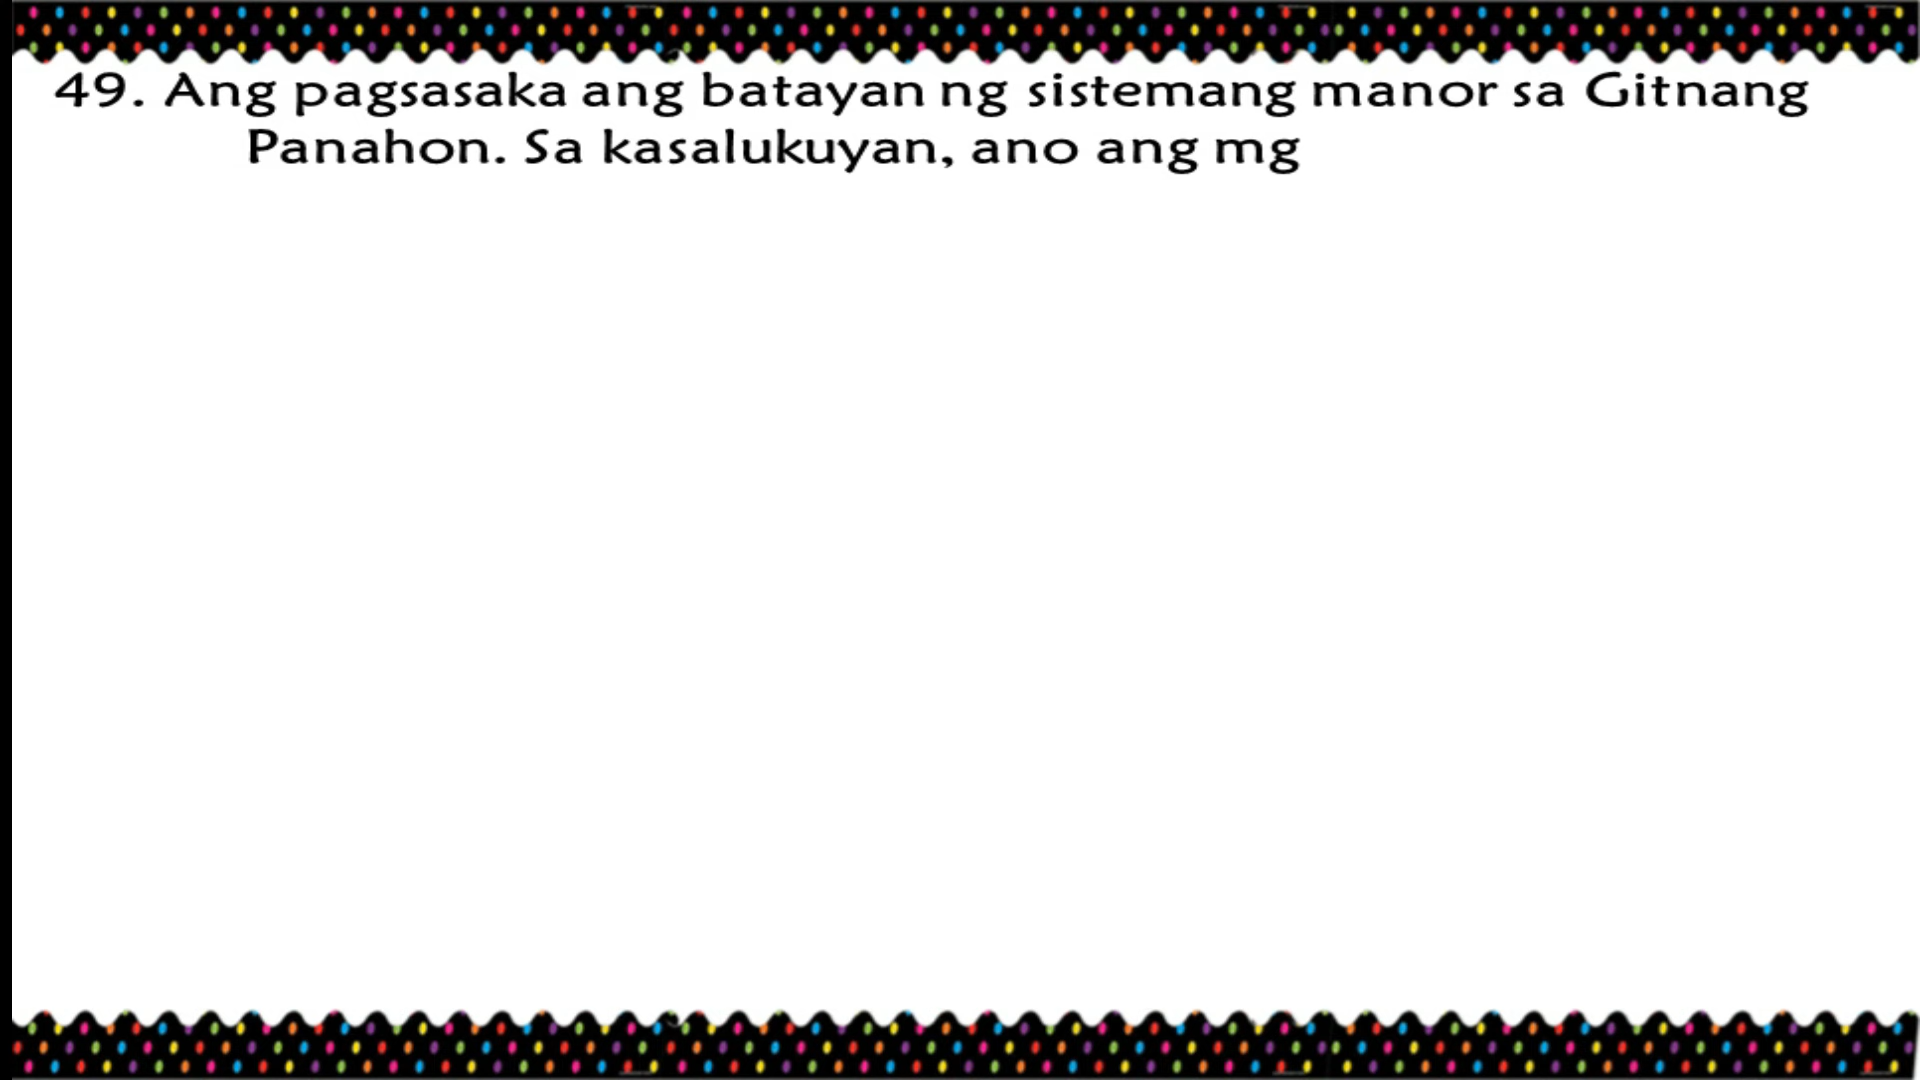 49. Ang pagsasaka ang batayan ng sistemang manor sa Gitnang
Panahon. Sa kasalukuyan, ano ang mg